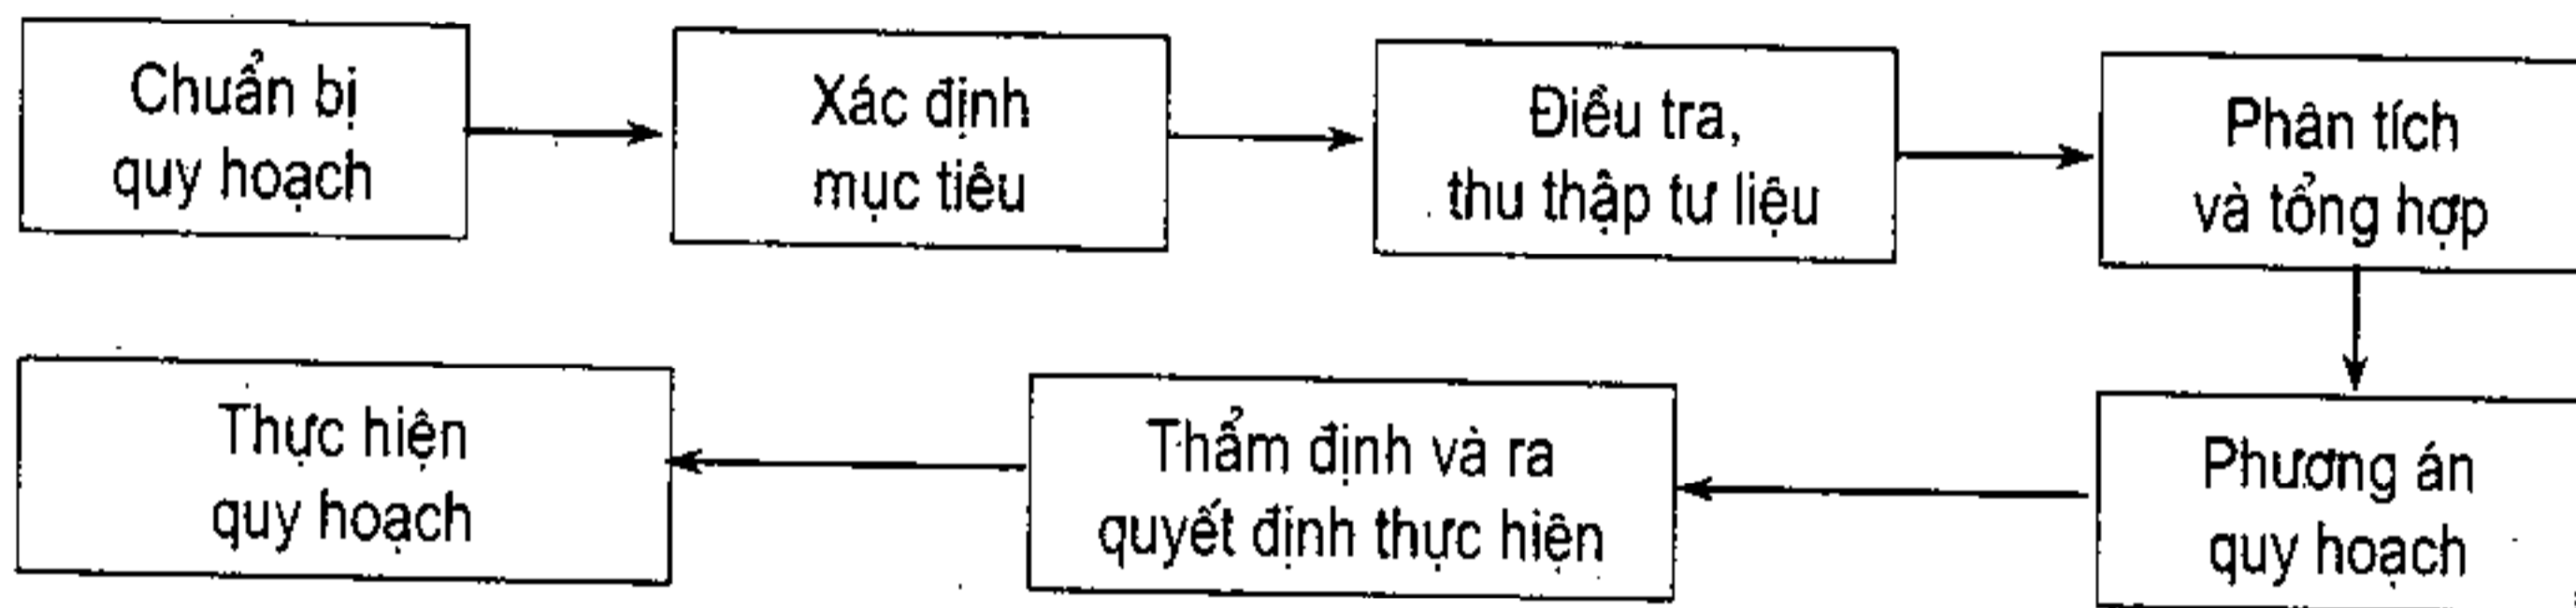 Chuẩn bị
quy hoạch
Xác định
mục tiêu
Điều tra,
thu thập tư liệu
Phân tích
và tổng hợp
Phương án
quy hoạch
Thẩm định và ra
quyết định thực hiện
Thực hiện
quy hoạch